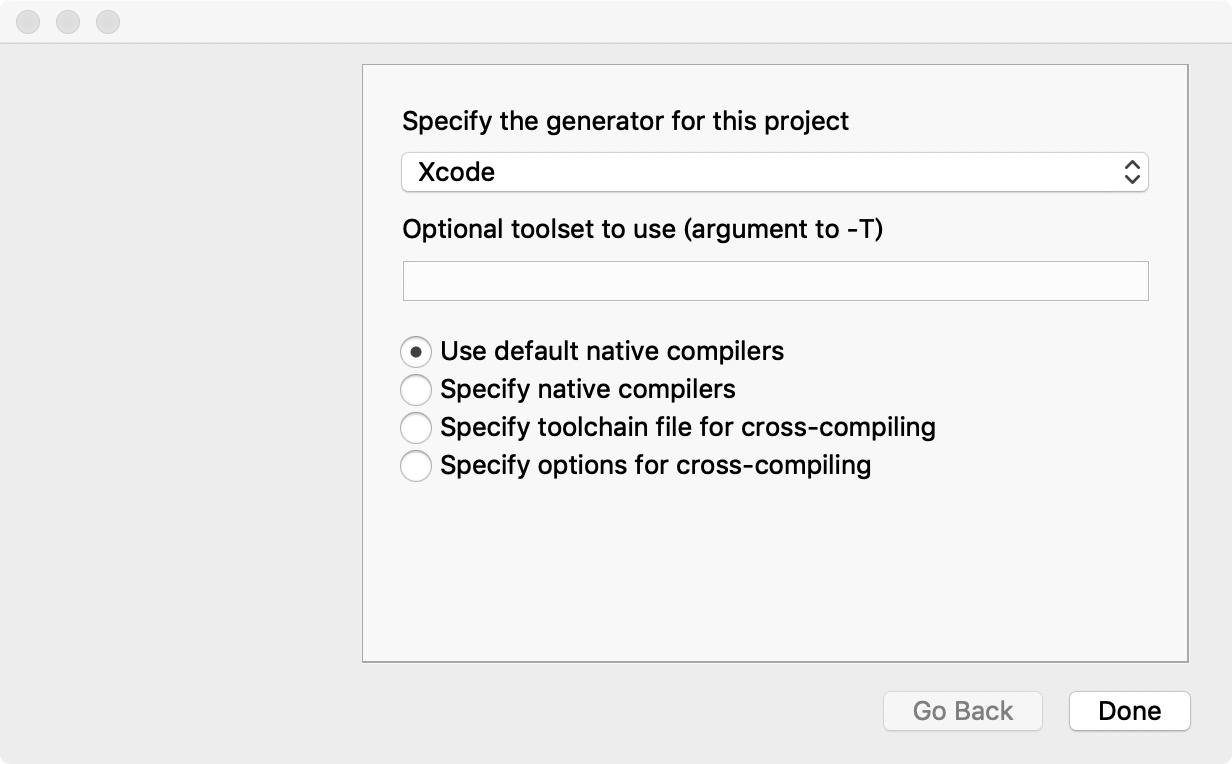 Specify the generator for this project
Xcode
Optional toolset to use (argument to -T)
Use default native compilers
Specify native compilers
Specify toolchain file for cross-compiling
Specify options for cross-compiling
Go Back
Done